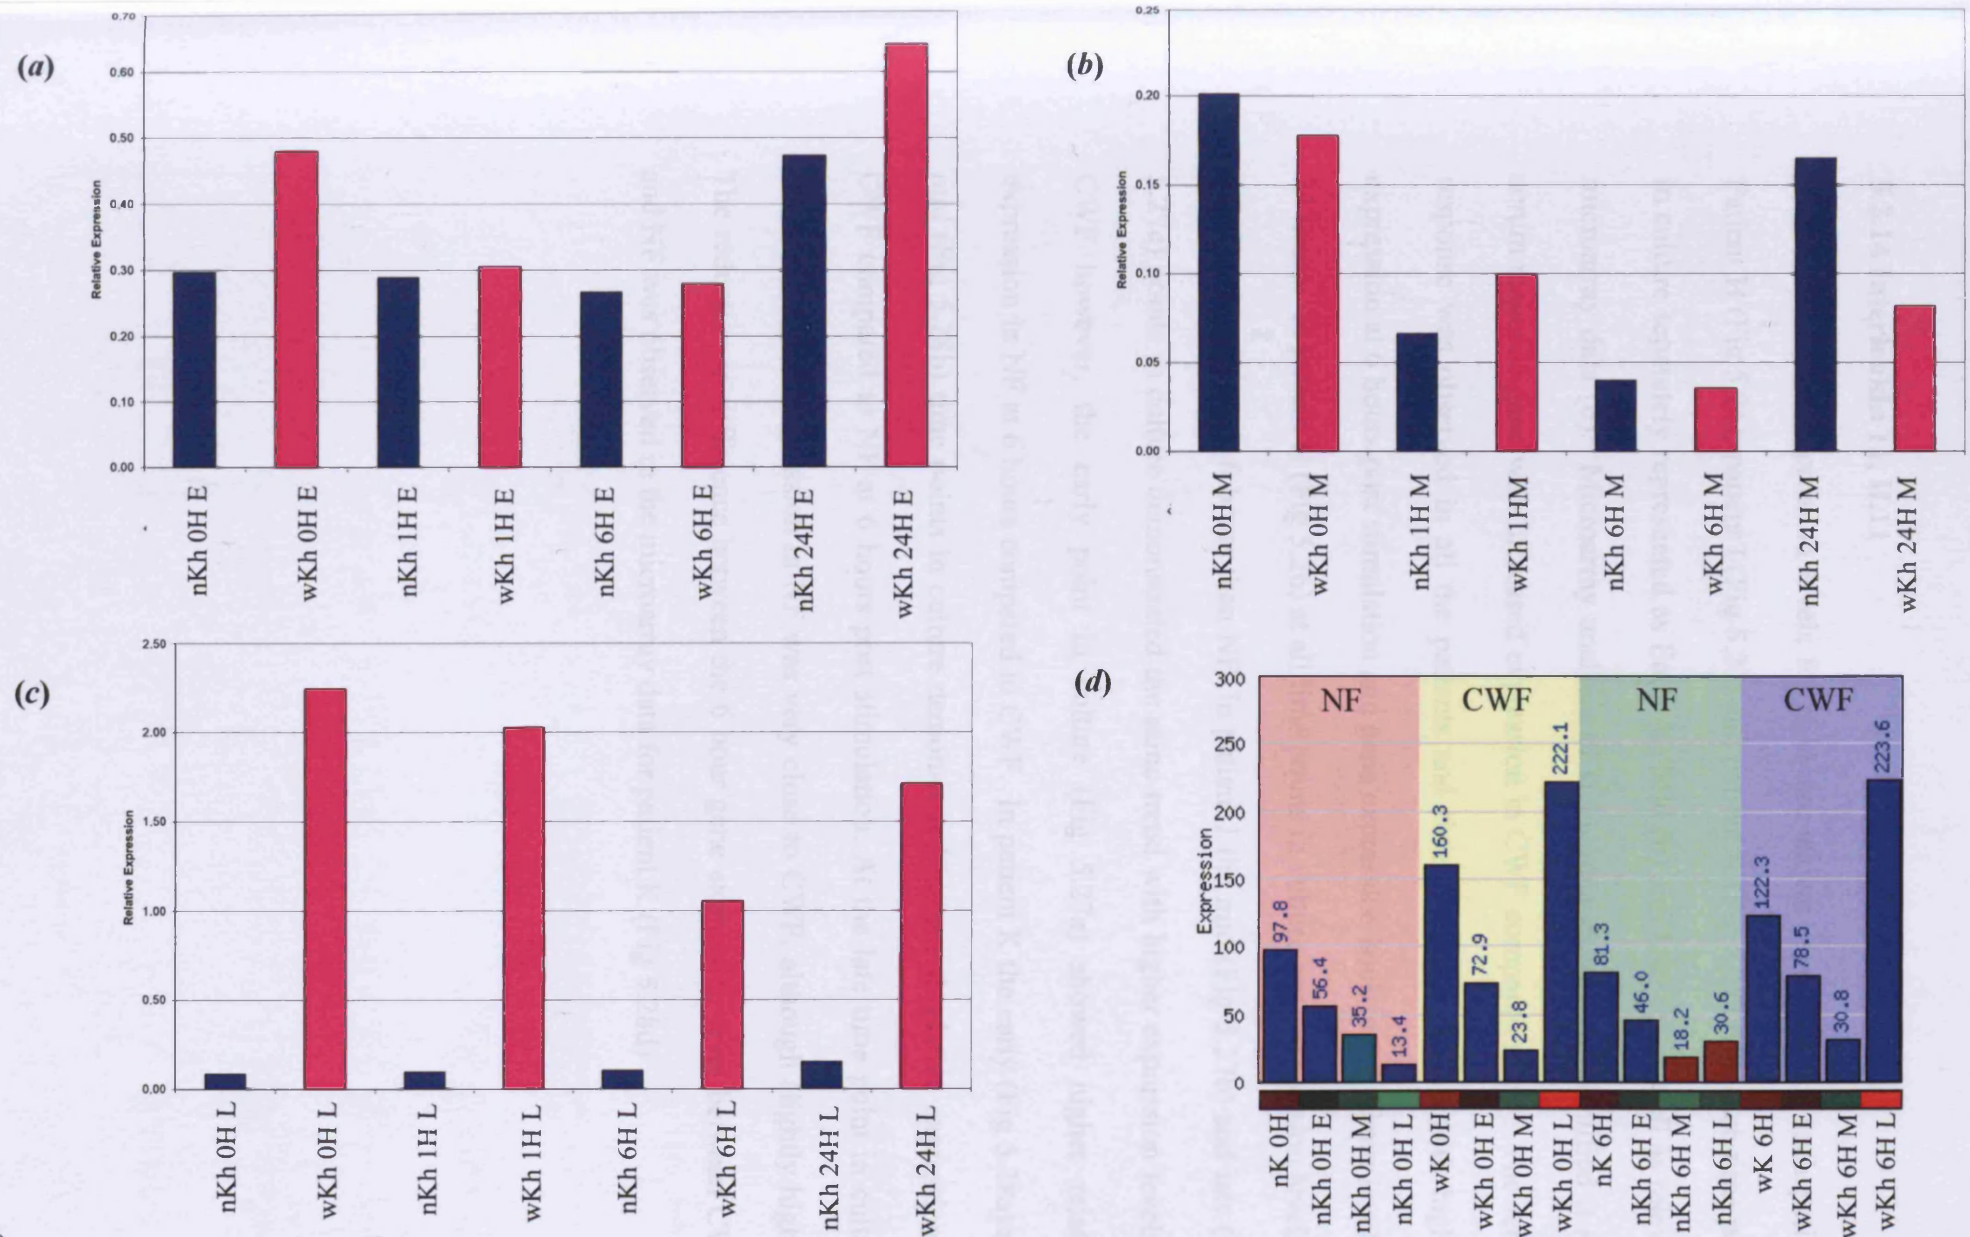 (a)
0.70
0.60
0.50
0.40
0.30
0.20
0.10
0.00
Relative Expression
nKh 0H E
wKh 0H E
nKh 1H E
wKh 1H E
nKh 6H E
wKh 6H E
nKh 24H E
wKh 24H E
(b)
0.25
0.20
0.15
0.10
0.05
0.00
Relative Expression
nKh 0H M
wKh 0H M
nKh 1H M
wKh 1HM
nKh 6H M
wKh 6H M
nKh 24H M
wKh 24H M
(c)
2.50
2.00
1.50
1.00
0.50
0.00
Relative Expression
nKh 0H L
wKh 0H L
nKh 1H L
wKh 1H L
nKh 6H L
wKh 6H L
nKh 24H L
wKh 24H L
(d)
300
250
200
150
100
50
0
Expression
NF
CWF
NF
CWF
97.8
56.4
35.2
13.4
160.3
72.9
23.8
222.1
81.3
46.0
18.2
30.6
122.3
78.5
30.8
223.6
nK 0H
nKh 0H E
nKh 0H M
nKh 0H L
wK 0H
wKh 0H E
wKh 0H M
wKh 0H L
nK 6H
nKh 6H E
nKh 6H M
nKh 6H L
wK 6H
wKh 6H E
wKh 6H M
wKh 6H L